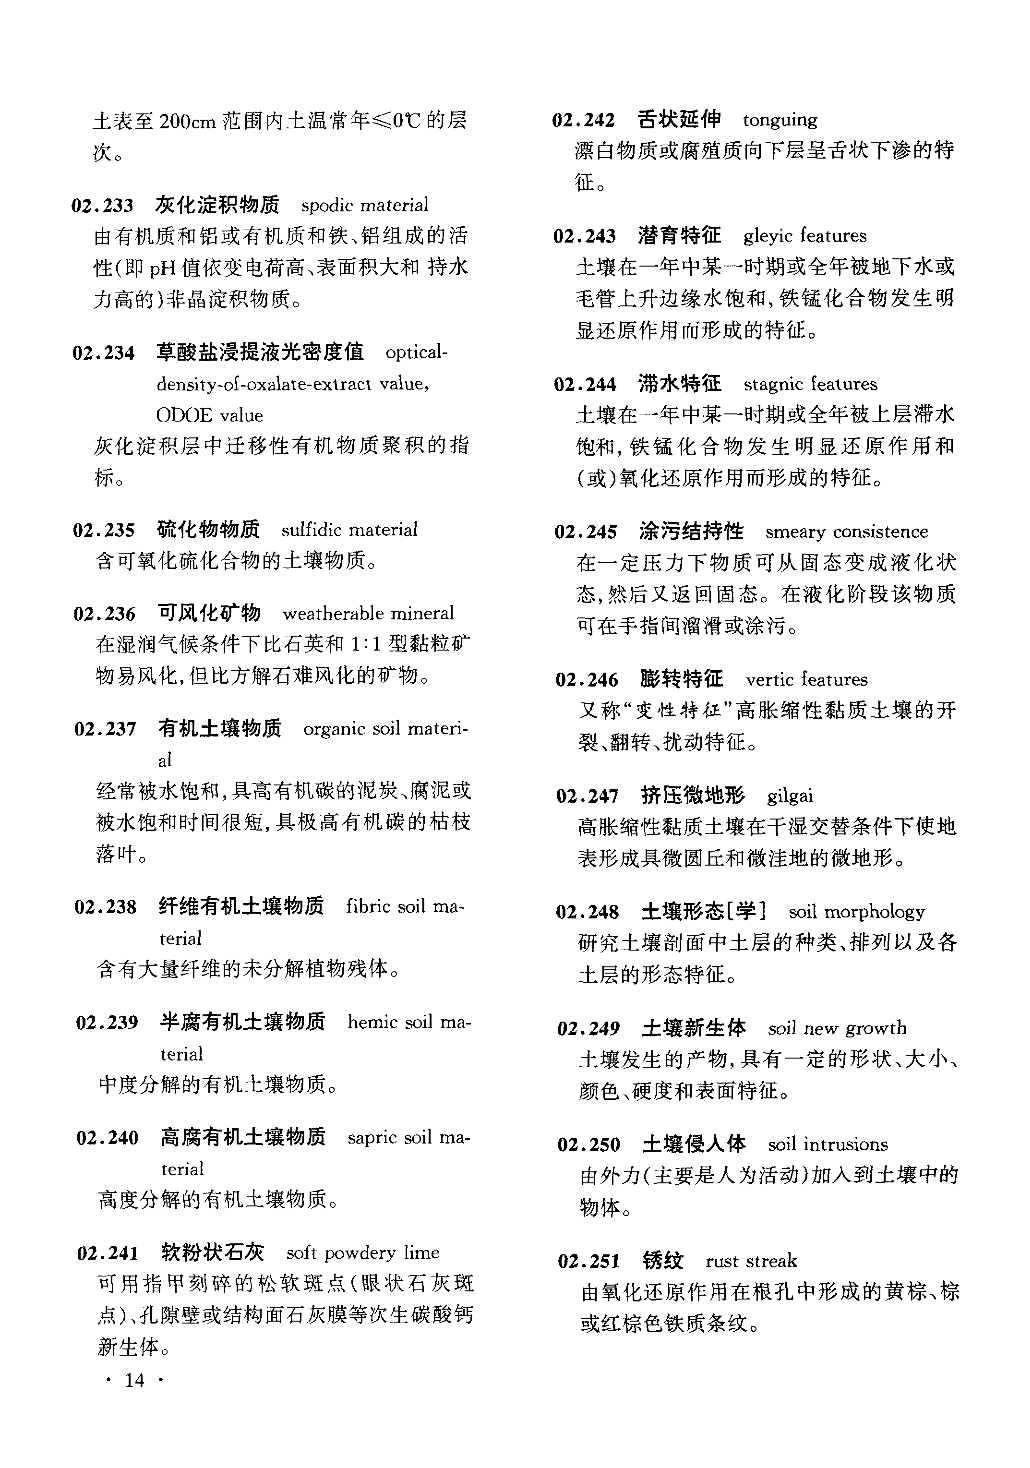 土表至200cm范围内土温常年≤0℃的层
次。
02.233 灰化淀积物质 spodic material
由有机质和铝或有机质和铁、铝组成的活
性(即pH值依变电荷高、表面积大和 持水
力高的)非晶淀积物质。
02.234 草酸盐浸提液光密度值 optical-
density-of-oxalate-extract value,
ODOE value
灰化淀积层中迁移性有机物质聚积的指
标。
02.235 硫化物物质 sulfidic material
含可氧化硫化合物的土壤物质。
02.236 可风化矿物 weatherable mineral
在湿润气候条件下比石英和1:1型黏粒矿
物易风化,但比方解石难风化的矿物。
02.237 有机土壤物质 organic soil materi-
al
经常被水饱和,具高有机碳的泥炭、腐泥或
被水饱和时间很短,具极高有机碳的枯枝
落叶。
02.238 纤维有机土壤物质 fibric soil ma-
terial
含有大量纤维的未分解植物残体。
02.239 半腐有机土壤物质 hemic soil ma-
terial
中度分解的有机土壤物质。
02.240 高腐有机土壤物质 sapric soil ma-
terial
高度分解的有机土壤物质。
02.241 软粉状石灰 soft powdery lime
可用指甲刻碎的松软斑点(眼状石灰斑
点)、孔隙壁或结构面石灰膜等次生碳酸钙
新生体。
· 14 ·
02.242 舌状延伸 tonguing
漂白物质或腐殖质向下层呈舌状下渗的特
征。
02.243 潜育特征 gleyic features
土壤在一年中某一时期或全年被地下水或
毛管上升边缘水饱和,铁锰化合物发生明
显还原作用而形成的特征。
02.244 滞水特征 stagnic features
土壤在一年中某一时期或全年被上层滞水
饱和,铁锰化合物发生明显还原作用和
(或)氧化还原作用而形成的特征。
02.245 涂污结持性 smeary consistence
在一定压力下物质可从固态变成液化状
态,然后又返回固态。在液化阶段该物质
可在手指间溜滑或涂污。
02.246 膨转特征 vertic features
又称“变性特征”高胀缩性黏质土壤的开
裂、翻转、扰动特征。
02.247 挤压微地形 gilgai
高胀缩性黏质土壤在干湿交替条件下使地
表形成具微圆丘和微洼地的微地形。
02.248 土壤形态[学] soil morphology
研究土壤剖面中土层的种类、排列以及各
土层的形态特征。
02.249 土壤新生体 soil new growth
土壤发生的产物,具有一定的形状、大小、
颜色、硬度和表面特征。
02.250 土壤侵入体 soil intrusions
由外力(主要是人为活动)加入到土壤中的
物体。
02.251 锈纹 rust streak
由氧化还原作用在根孔中形成的黄棕、棕
或红棕色铁质条纹。